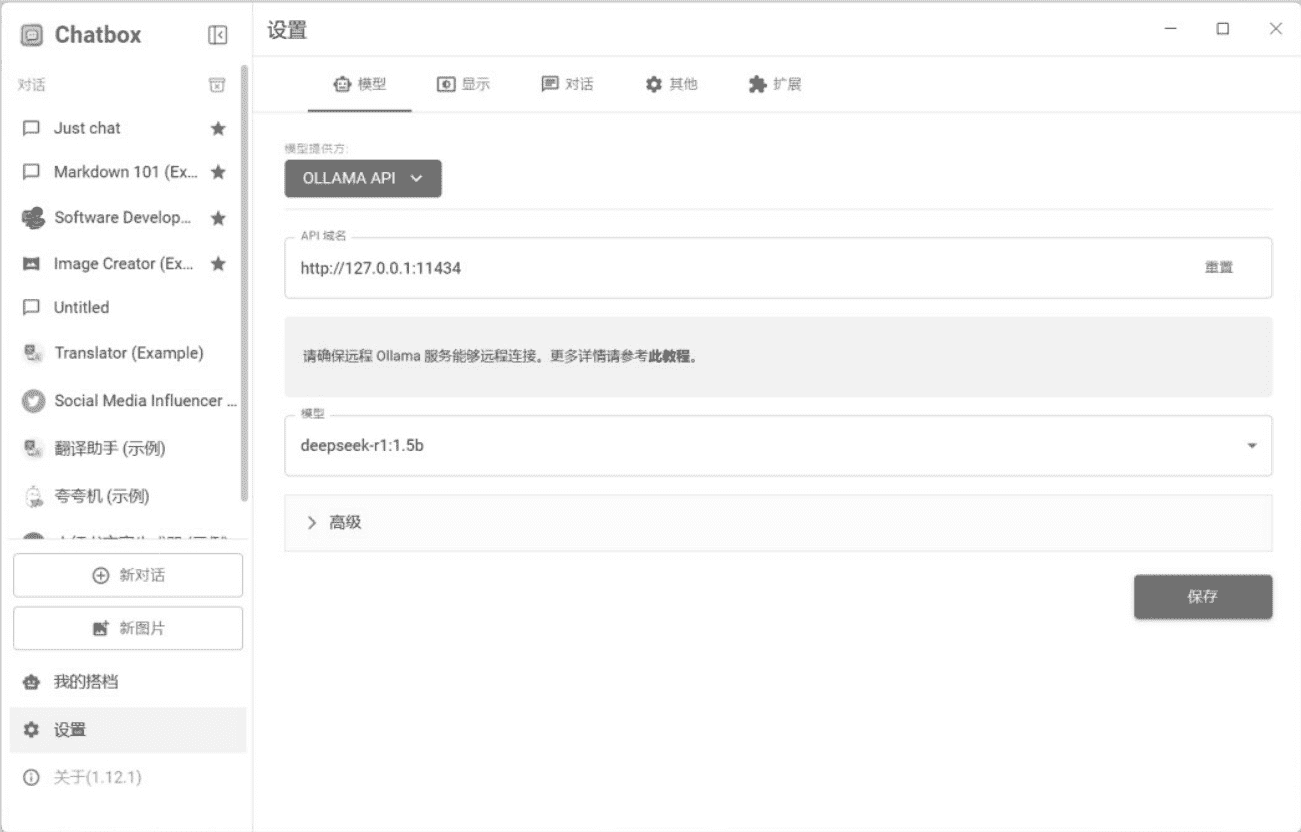 Chatbox
对话
Just chat
Markdown 101 (Ex...
Software Develop...
Image Creator (Ex...
Untitled
Translator (Example)
Social Media Influencer ...
翻译助手 (示例)
夸夸机 (示例)
新对话
新图片
我的搭档
设置
关于(1.12.1)
设置
模型 显示 对话 其他 扩展
模型提供方:
OLLAMA API
API 域名
http://127.0.0.1:11434 重置
请确保远程 Ollama 服务能够远程连接。更多详情请参考此教程。
模型
deepseek-r1:1.5b
高级
保存